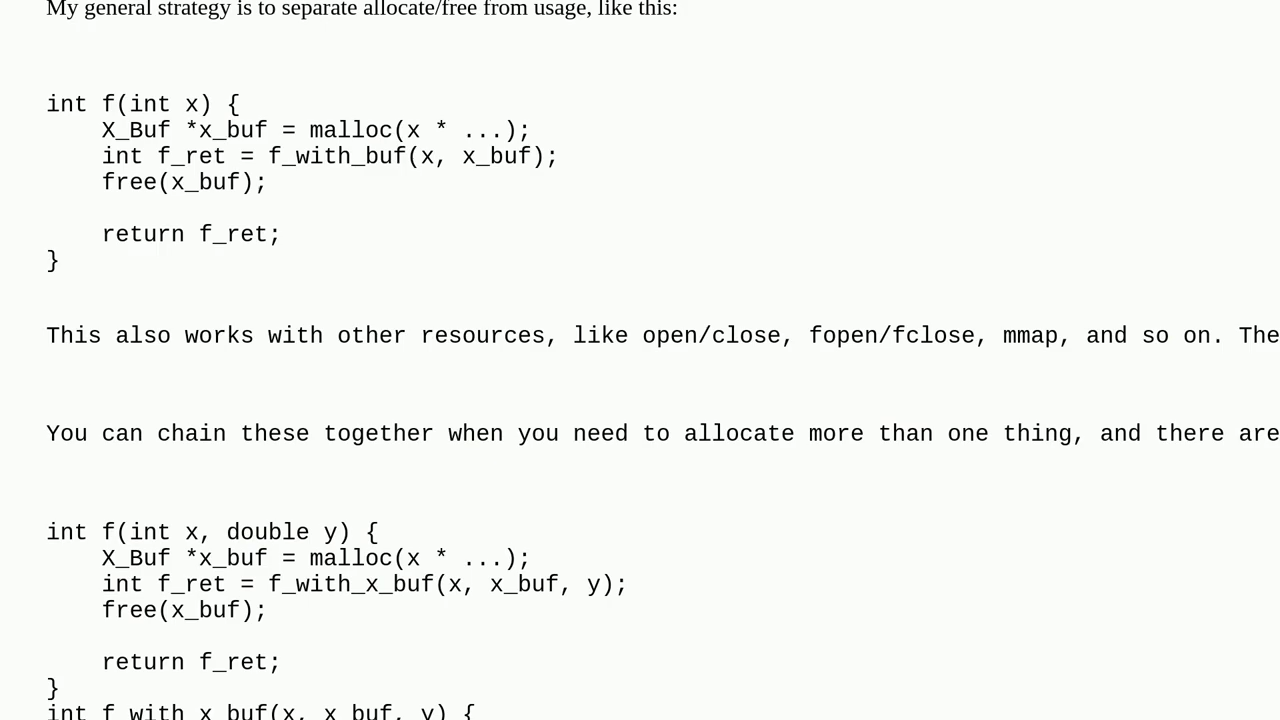 My general strategy is to separate allocate/free from usage, like this:
int f(int x) {
    X_Buf *x_buf = malloc(x * ...);
    int f_ret = f_with_buf(x, x_buf);
    free(x_buf);
    return f_ret;
}
This also works with other resources, like open/close, fopen/fclose, mmap, and so on. The
You can chain these together when you need to allocate more than one thing, and there are
int f(int x, double y) {
    X_Buf *x_buf = malloc(x * ...);
    int f_ret = f_with_x_buf(x, x_buf, y);
    free(x_buf);
    return f_ret;
}
int f_with_x_buf(x, x_buf, y) {